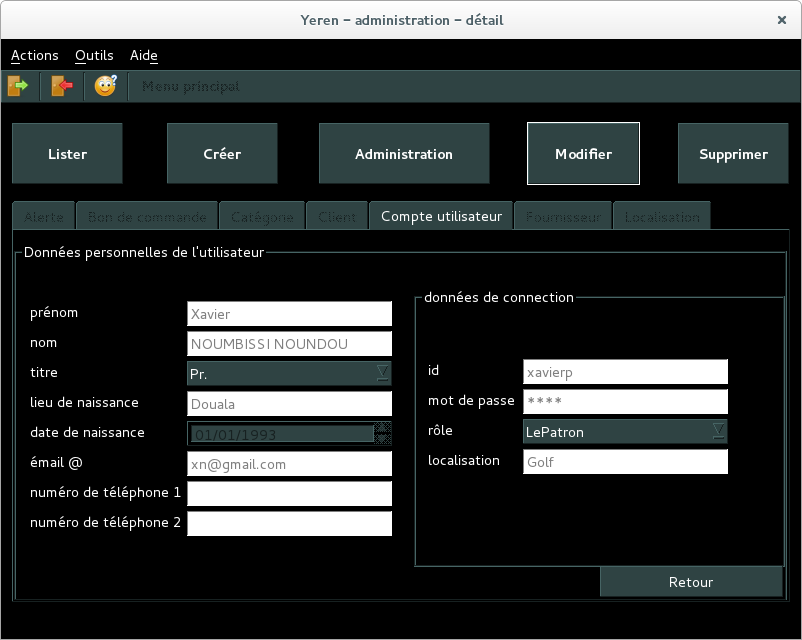 Yeren – administration – détail
Actions Outils Aide
Menu principal
Lister Créer Administration Modifier Supprimer
Alerte Bon de commande Catégorie Client Compte utilisateur Fournisseur Localisation
Données personnelles de l'utilisateur
prénom Xavier
nom NOUMBISSI NOUNDOU
titre Pr.
lieu de naissance Douala
date de naissance 01/01/1993
émail @ xn@gmail.com
numéro de téléphone 1
numéro de téléphone 2
données de connection
id xavierp
mot de passe ****
rôle LePatron
localisation Golf
Retour